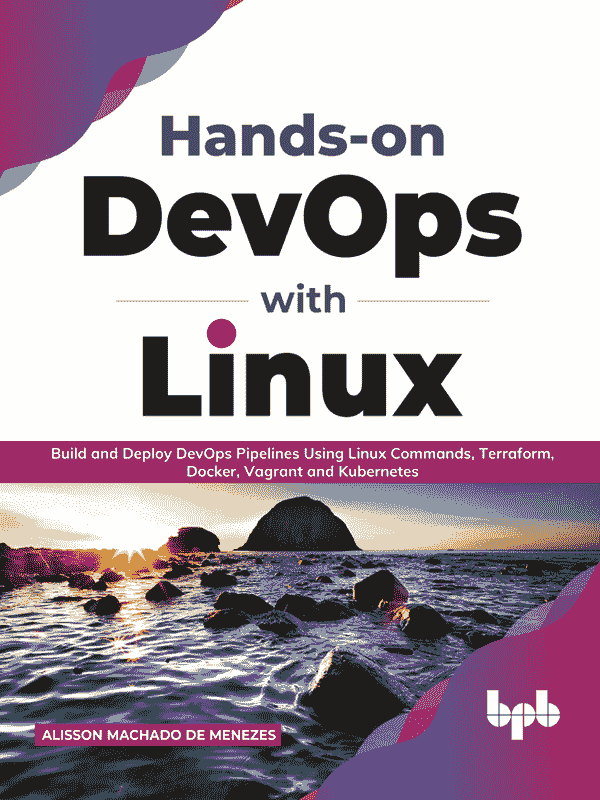 Hands-on
DevOps
with
Linux
Build and Deploy DevOps Pipelines Using Linux Commands, Terraform,
Docker, Vagrant and Kubernetes
ALISSON MACHADO DE MENEZES
bpb